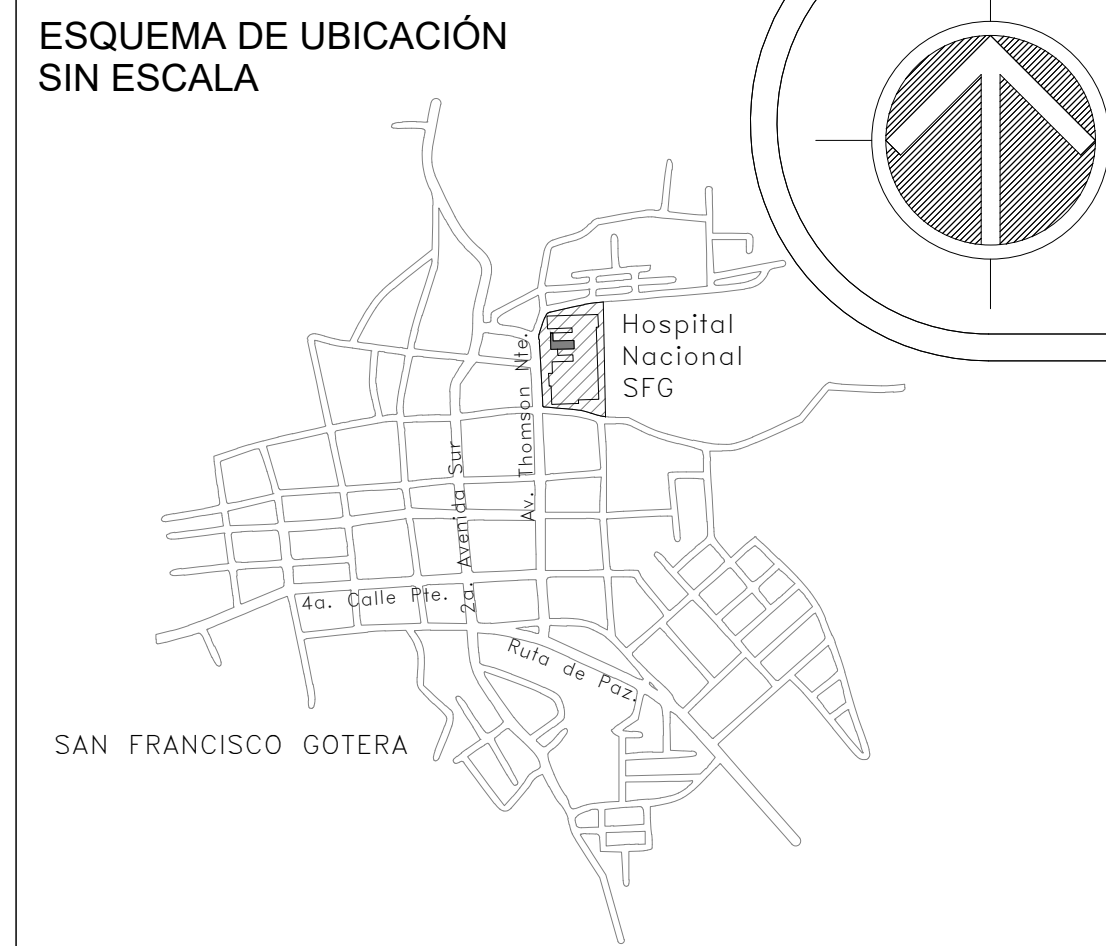 ESQUEMA DE UBICACIÓN
SIN ESCALA
Hospital
Nacional
SFG
Av. Thomson Nte.
2a. Avenida Sur
4a. Calle Pte.
Ruta de Paz.
SAN FRANCISCO GOTERA